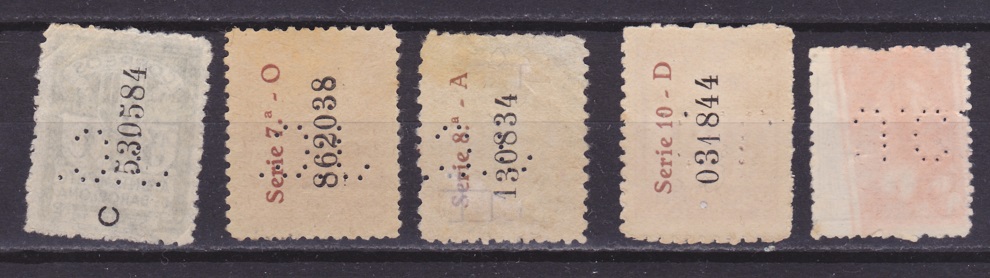 C 530584
Serie 7.ª - O
862038
Serie 8.ª - A
130834
Serie 10 - D
031844